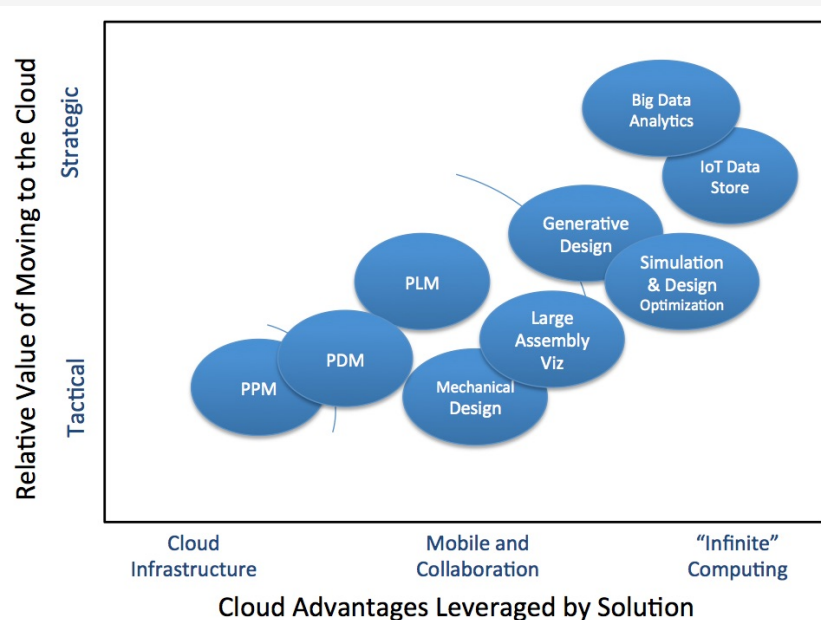 Relative Value of Moving to the Cloud
Strategic
Tactical
Big Data
Analytics
IoT Data
Store
Generative
Design
Simulation
& Design
Optimization
PLM
Large
Assembly
Viz
PDM
PPM
Mechanical
Design
Cloud
Infrastructure
Mobile and
Collaboration
“Infinite”
Computing
Cloud Advantages Leveraged by Solution